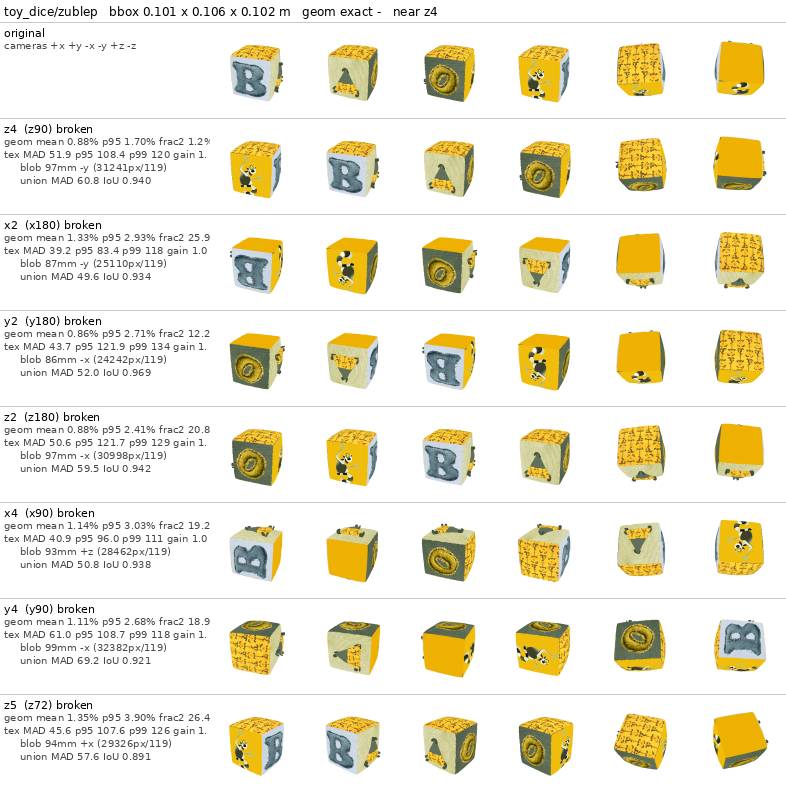 toy_dice/zublep bbox 0.101 x 0.106 x 0.102 m geom exact - near z4
original
cameras +x +y -x -y +z -z
B A O
z4 (z90) broken
geom mean 0.88% p95 1.70% frac2 1.2%
tex MAD 51.9 p95 108.4 p99 120 gain 1.
blob 97mm -y (31241px/119)
union MAD 60.8 IoU 0.940
B A O
x2 (x180) broken
geom mean 1.33% p95 2.93% frac2 25.9
tex MAD 39.2 p95 83.4 p99 118 gain 1.0
blob 87mm -y (25110px/119)
union MAD 49.6 IoU 0.934
B O
y2 (y180) broken
geom mean 0.86% p95 2.71% frac2 12.2
tex MAD 43.7 p95 121.9 p99 134 gain 1.
blob 86mm -x (24242px/119)
union MAD 52.0 IoU 0.969
O B
z2 (z180) broken
geom mean 0.88% p95 2.41% frac2 20.8
tex MAD 50.6 p95 121.7 p99 129 gain 1.
blob 97mm -x (30998px/119)
union MAD 59.5 IoU 0.942
O B A
x4 (x90) broken
geom mean 1.14% p95 3.03% frac2 19.2
tex MAD 40.9 p95 96.0 p99 111 gain 1.0
blob 93mm +z (28462px/119)
union MAD 50.8 IoU 0.938
B O
y4 (y90) broken
geom mean 1.11% p95 2.68% frac2 18.9
tex MAD 61.0 p95 108.7 p99 118 gain 1.
blob 99mm -x (32382px/119)
union MAD 69.2 IoU 0.921
A O B
z5 (z72) broken
geom mean 1.35% p95 3.90% frac2 26.4
tex MAD 45.6 p95 107.6 p99 126 gain 1.
blob 94mm +x (29326px/119)
union MAD 57.6 IoU 0.891
B B A O